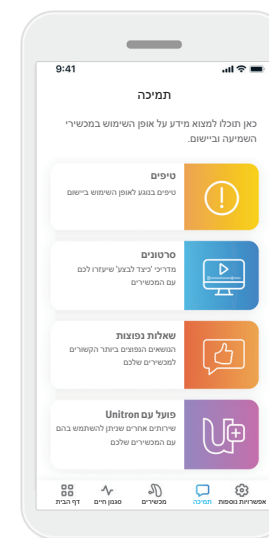 9:41
תמיכה
כאן תוכלו למצוא מידע על אופן השימוש במכשירי
השמיעה וביישום.
טיפים
טיפים בנוגע לאופן השימוש ביישום
סרטונים
מדריכי 'כיצד לבצע' שיעזרו לכם
עם המכשירים
שאלות נפוצות
הנושאים הנפוצים ביותר הקשורים
למכשירים שלכם
פועל עם Unitron
שירותים אחרים שניתן להשתמש בהם
עם המכשירים שלכם
אפשרויות נוספות
תמיכה
מכשירים
סגנון חיים
דף הבית